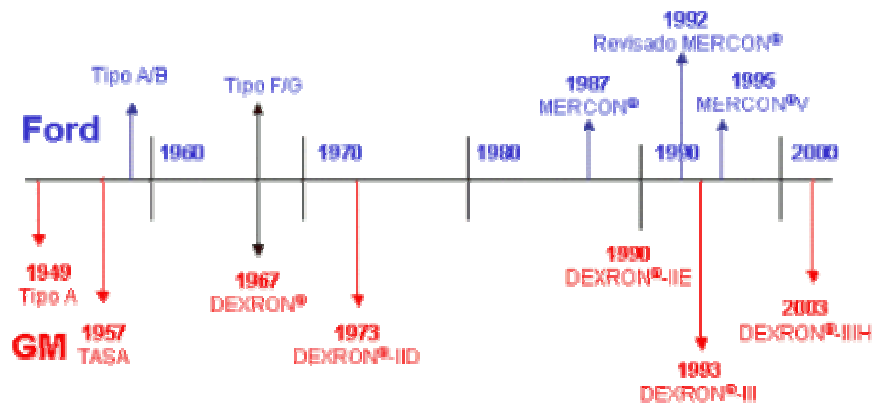 1992
Revisado MERCON®
Tipo A/B
Tipo F/G
1987
MERCON®
1995
MERCON®V
Ford
1960
1970
1980
1990
2000
1949
Tipo A
1967
DEXRON®
1990
DEXRON®-IIE
GM
1957
TASA
1973
DEXRON®-IID
2003
DEXRON®-IIIH
1993
DEXRON®-III